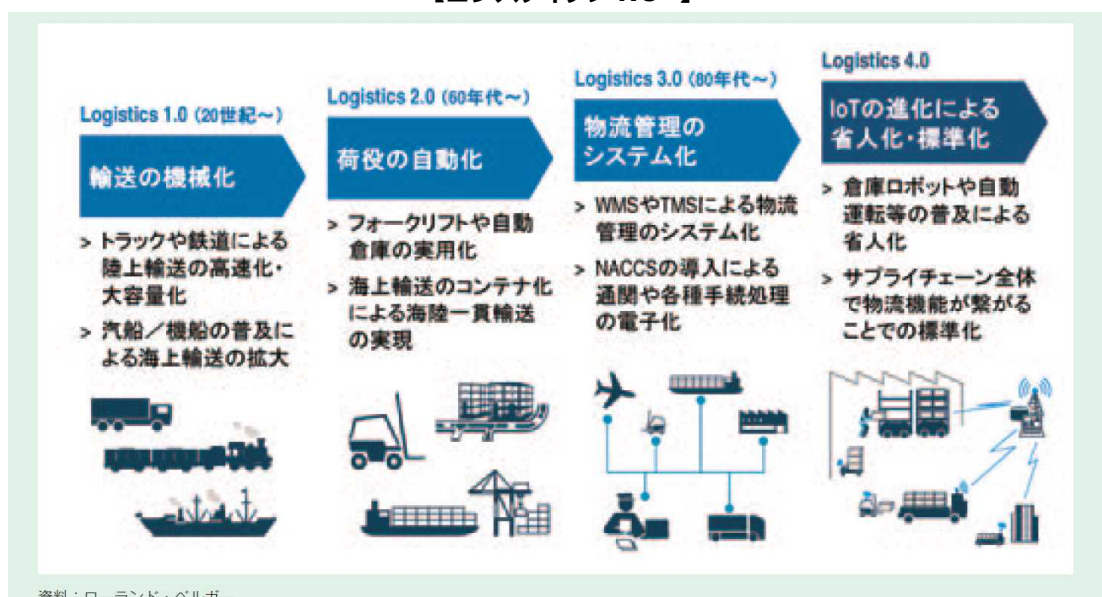 Logistics 1.0 (20世紀～)
輸送の機械化
> トラックや鉄道による
陸上輸送の高速化・
大容量化
> 汽船／機船の普及に
よる海上輸送の拡大
Logistics 2.0 (60年代～)
荷役の自動化
> フォークリフトや自動
倉庫の実用化
> 海上輸送のコンテナ化
による海陸一貫輸送
の実現
Logistics 3.0 (80年代～)
物流管理の
システム化
> WMSやTMSによる物流
管理のシステム化
> NACCSの導入による
通関や各種手続処理
の電子化
Logistics 4.0
IoTの進化による
省人化・標準化
> 倉庫ロボットや自動
運転等の普及による
省人化
> サプライチェーン全体
で物流機能が繋がる
ことでの標準化
資料：ローランド・ベルガー